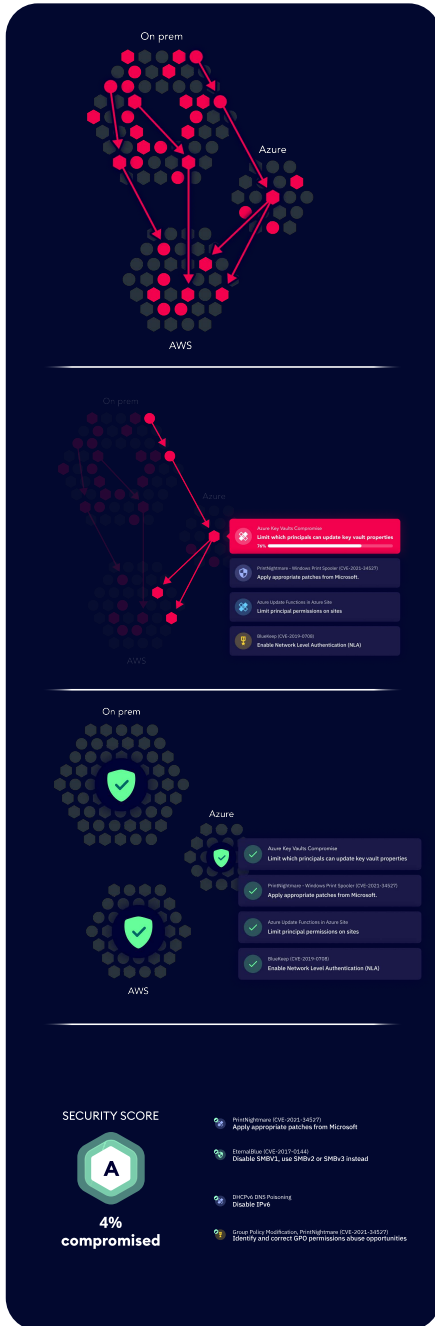 On prem
Azure
AWS
On prem
Azure
Azure Key Vaults Compromise
Limit which principals can update key vault properties
76%
PrintNightmare - Windows Print Spooler (CVE-2021-34527)
Apply appropriate patches from Microsoft.
Azure Update Functions in Azure Site
Limit principal permissions on sites
BlueKeep (CVE-2019-0708)
Enable Network Level Authentication (NLA)
AWS
On prem
Azure
Azure Key Vaults Compromise
Limit which principals can update key vault properties
PrintNightmare - Windows Print Spooler (CVE-2021-34527)
Apply appropriate patches from Microsoft.
Azure Update Functions in Azure Site
Limit principal permissions on sites
BlueKeep (CVE-2019-0708)
Enable Network Level Authentication (NLA)
AWS
SECURITY SCORE
A
4%
compromised
PrintNightmare (CVE-2021-34527)
Apply appropriate patches from Microsoft
EternalBlue (CVE-2017-0144)
Disable SMBV1, use SMBv2 or SMBv3 instead
DHCPv6 DNS Poisoning
Disable IPv6
Group Policy Modification, PrintNightmare (CVE-2021-34527)
Identify and correct GPO permissions abuse opportunities